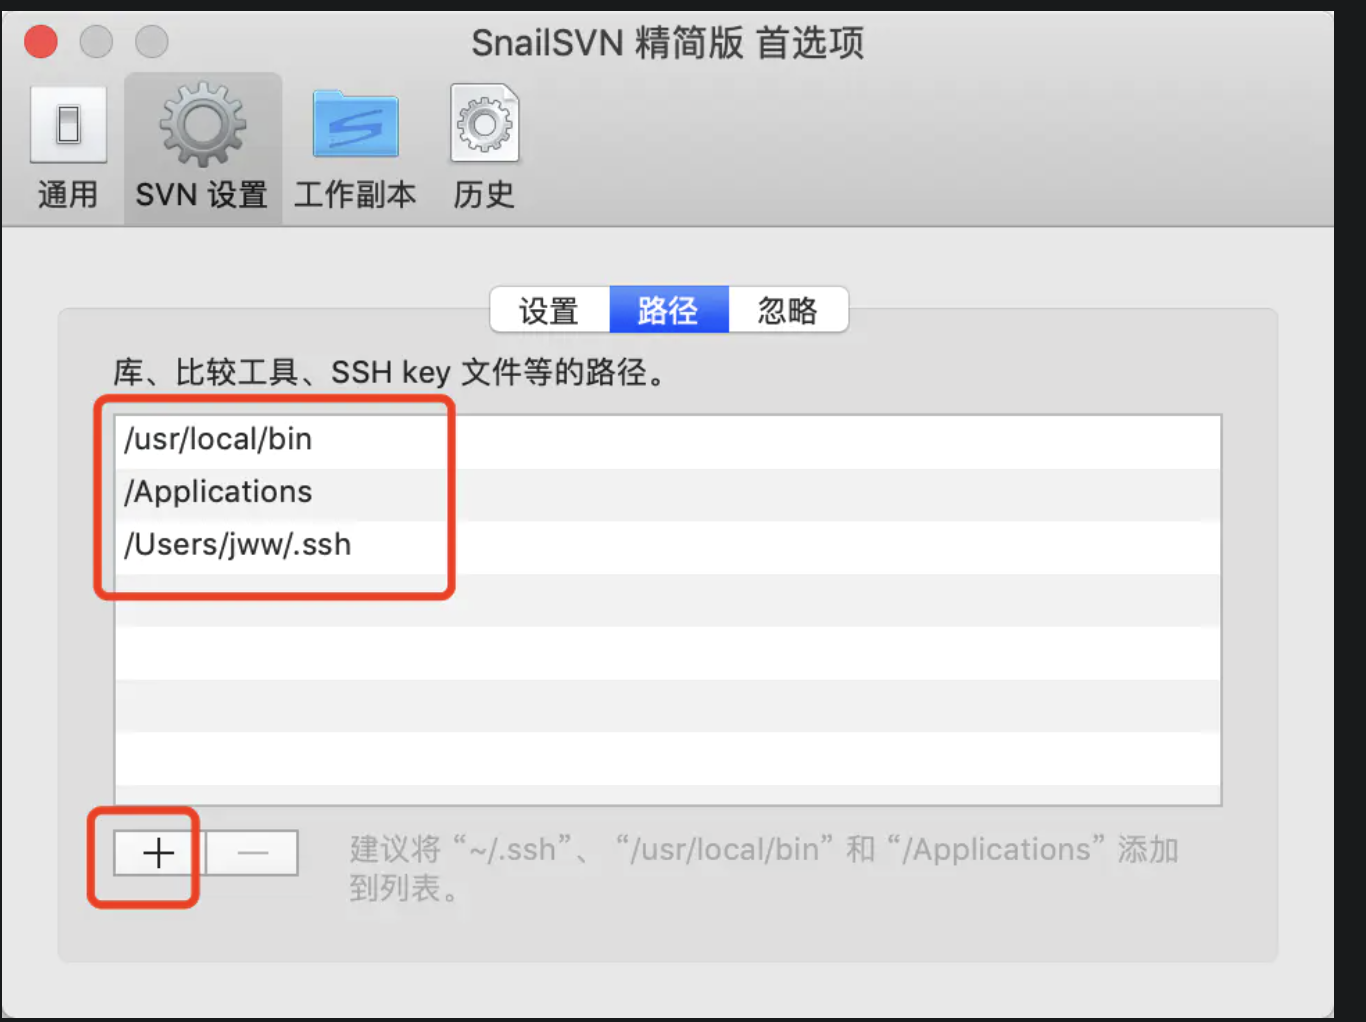 SnailSVN 精简版 首选项
通用
SVN 设置
工作副本
历史
设置
路径
忽略
库、比较工具、SSH key 文件等的路径。
/usr/local/bin
/Applications
/Users/jww/.ssh
建议将 “~/.ssh”、 “/usr/local/bin” 和 “/Applications” 添加
到列表。